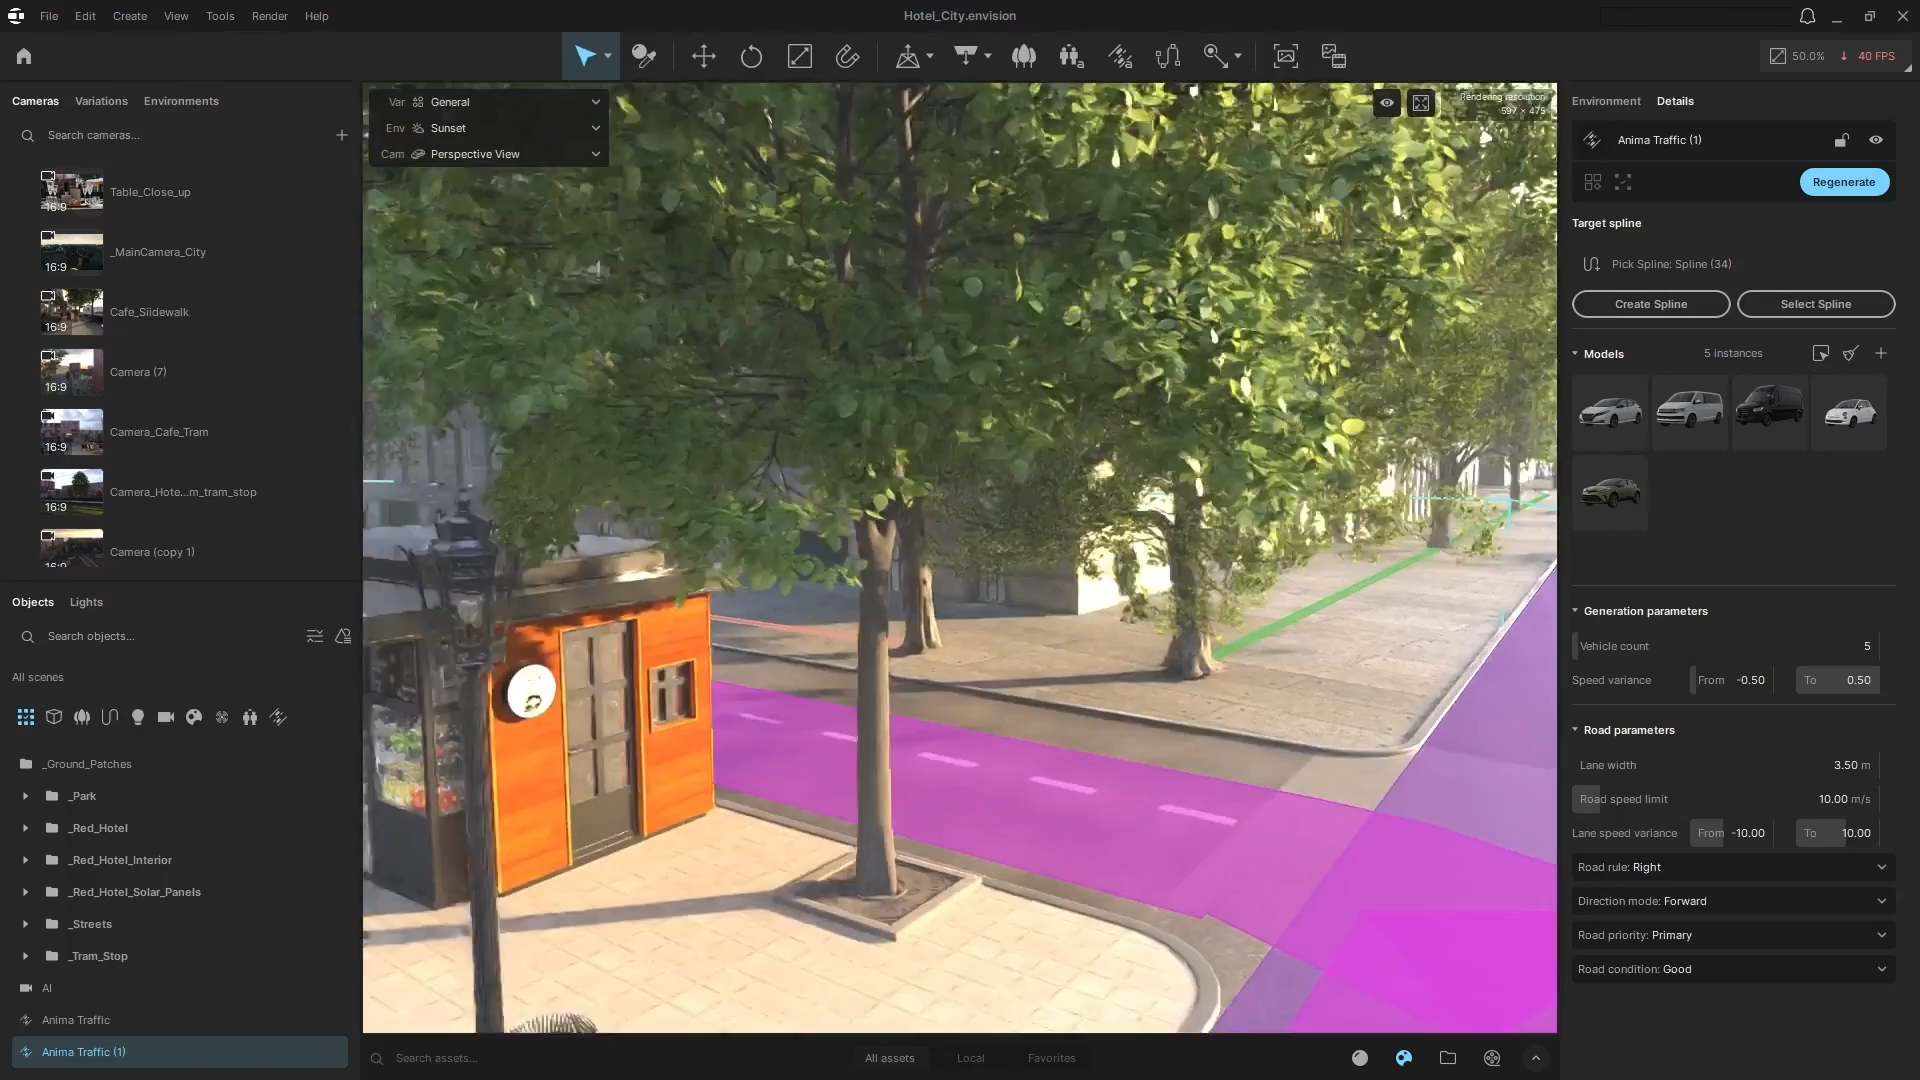 File Edit Create View Tools Render Help
Hotel_City.envision
50.0% 40 FPS
Cameras Variations Environments
Search cameras...
Table_Close_up
16:9
_MainCamera_City
16:9
Cafe_Siidewalk
16:9
Camera (7)
16:9
Camera_Cafe_Tram
16:9
Camera_Hote...m_tram_stop
16:9
Camera (copy 1)
16:9
Objects Lights
Search objects...
All scenes
_Ground_Patches
_Park
_Red_Hotel
_Red_Hotel_Interior
_Red_Hotel_Solar_Panels
_Streets
_Tram_Stop
AI
Anima Traffic
Anima Traffic (1)
Var General
Env Sunset
Cam Perspective View
Rendering resolution
597 × 475
Search assets...
All assets Local Favorites
Environment Details
Anima Traffic (1)
Regenerate
Target spline
Pick Spline: Spline (34)
Create Spline Select Spline
Models 5 instances
Generation parameters
Vehicle count 5
Speed variance From -0.50 To 0.50
Road parameters
Lane width 3.50 m
Road speed limit 10.00 m/s
Lane speed variance From -10.00 To 10.00
Road rule: Right
Direction mode: Forward
Road priority: Primary
Road condition: Good